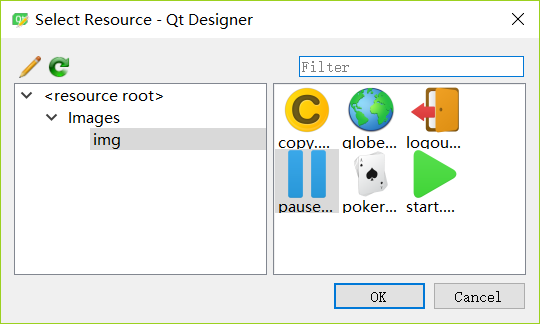 Select Resource - Qt Designer
Filter
<resource root>
Images
img
copy.... globe... logou...
pause... poker... start....
OK Cancel